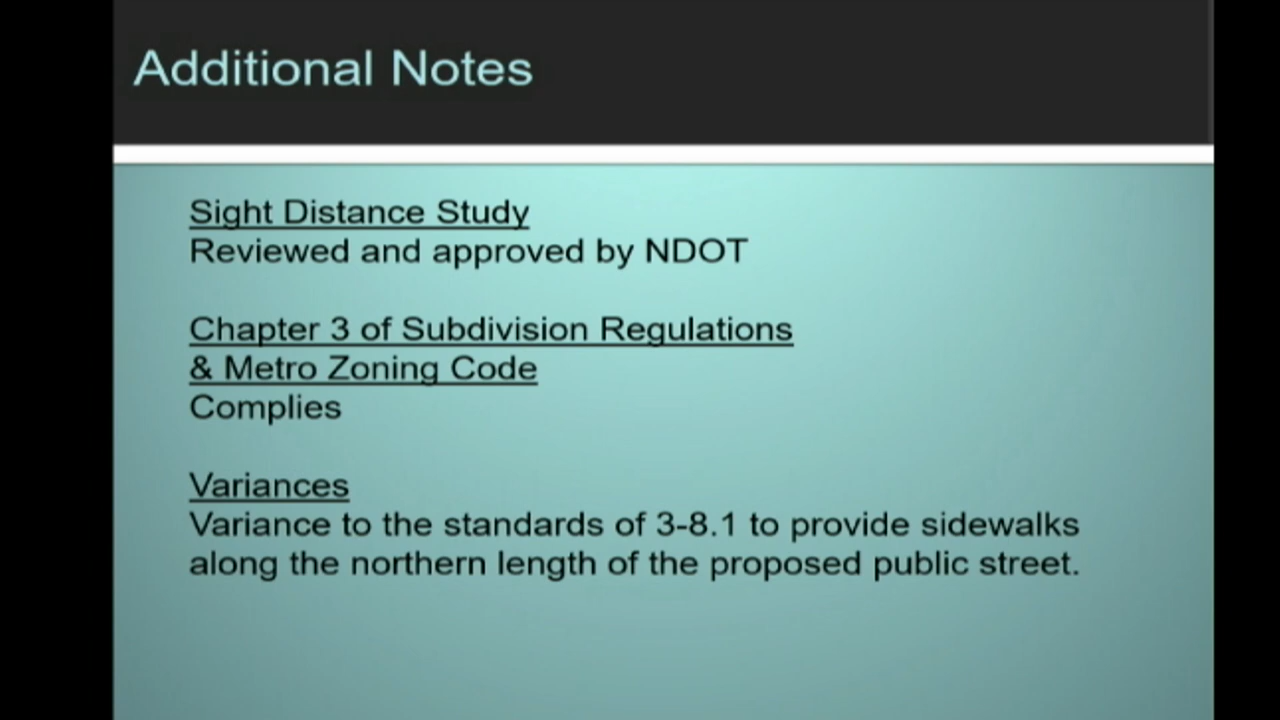 Additional Notes
Sight Distance Study
Reviewed and approved by NDOT
Chapter 3 of Subdivision Regulations
& Metro Zoning Code
Complies
Variances
Variance to the standards of 3-8.1 to provide sidewalks
along the northern length of the proposed public street.